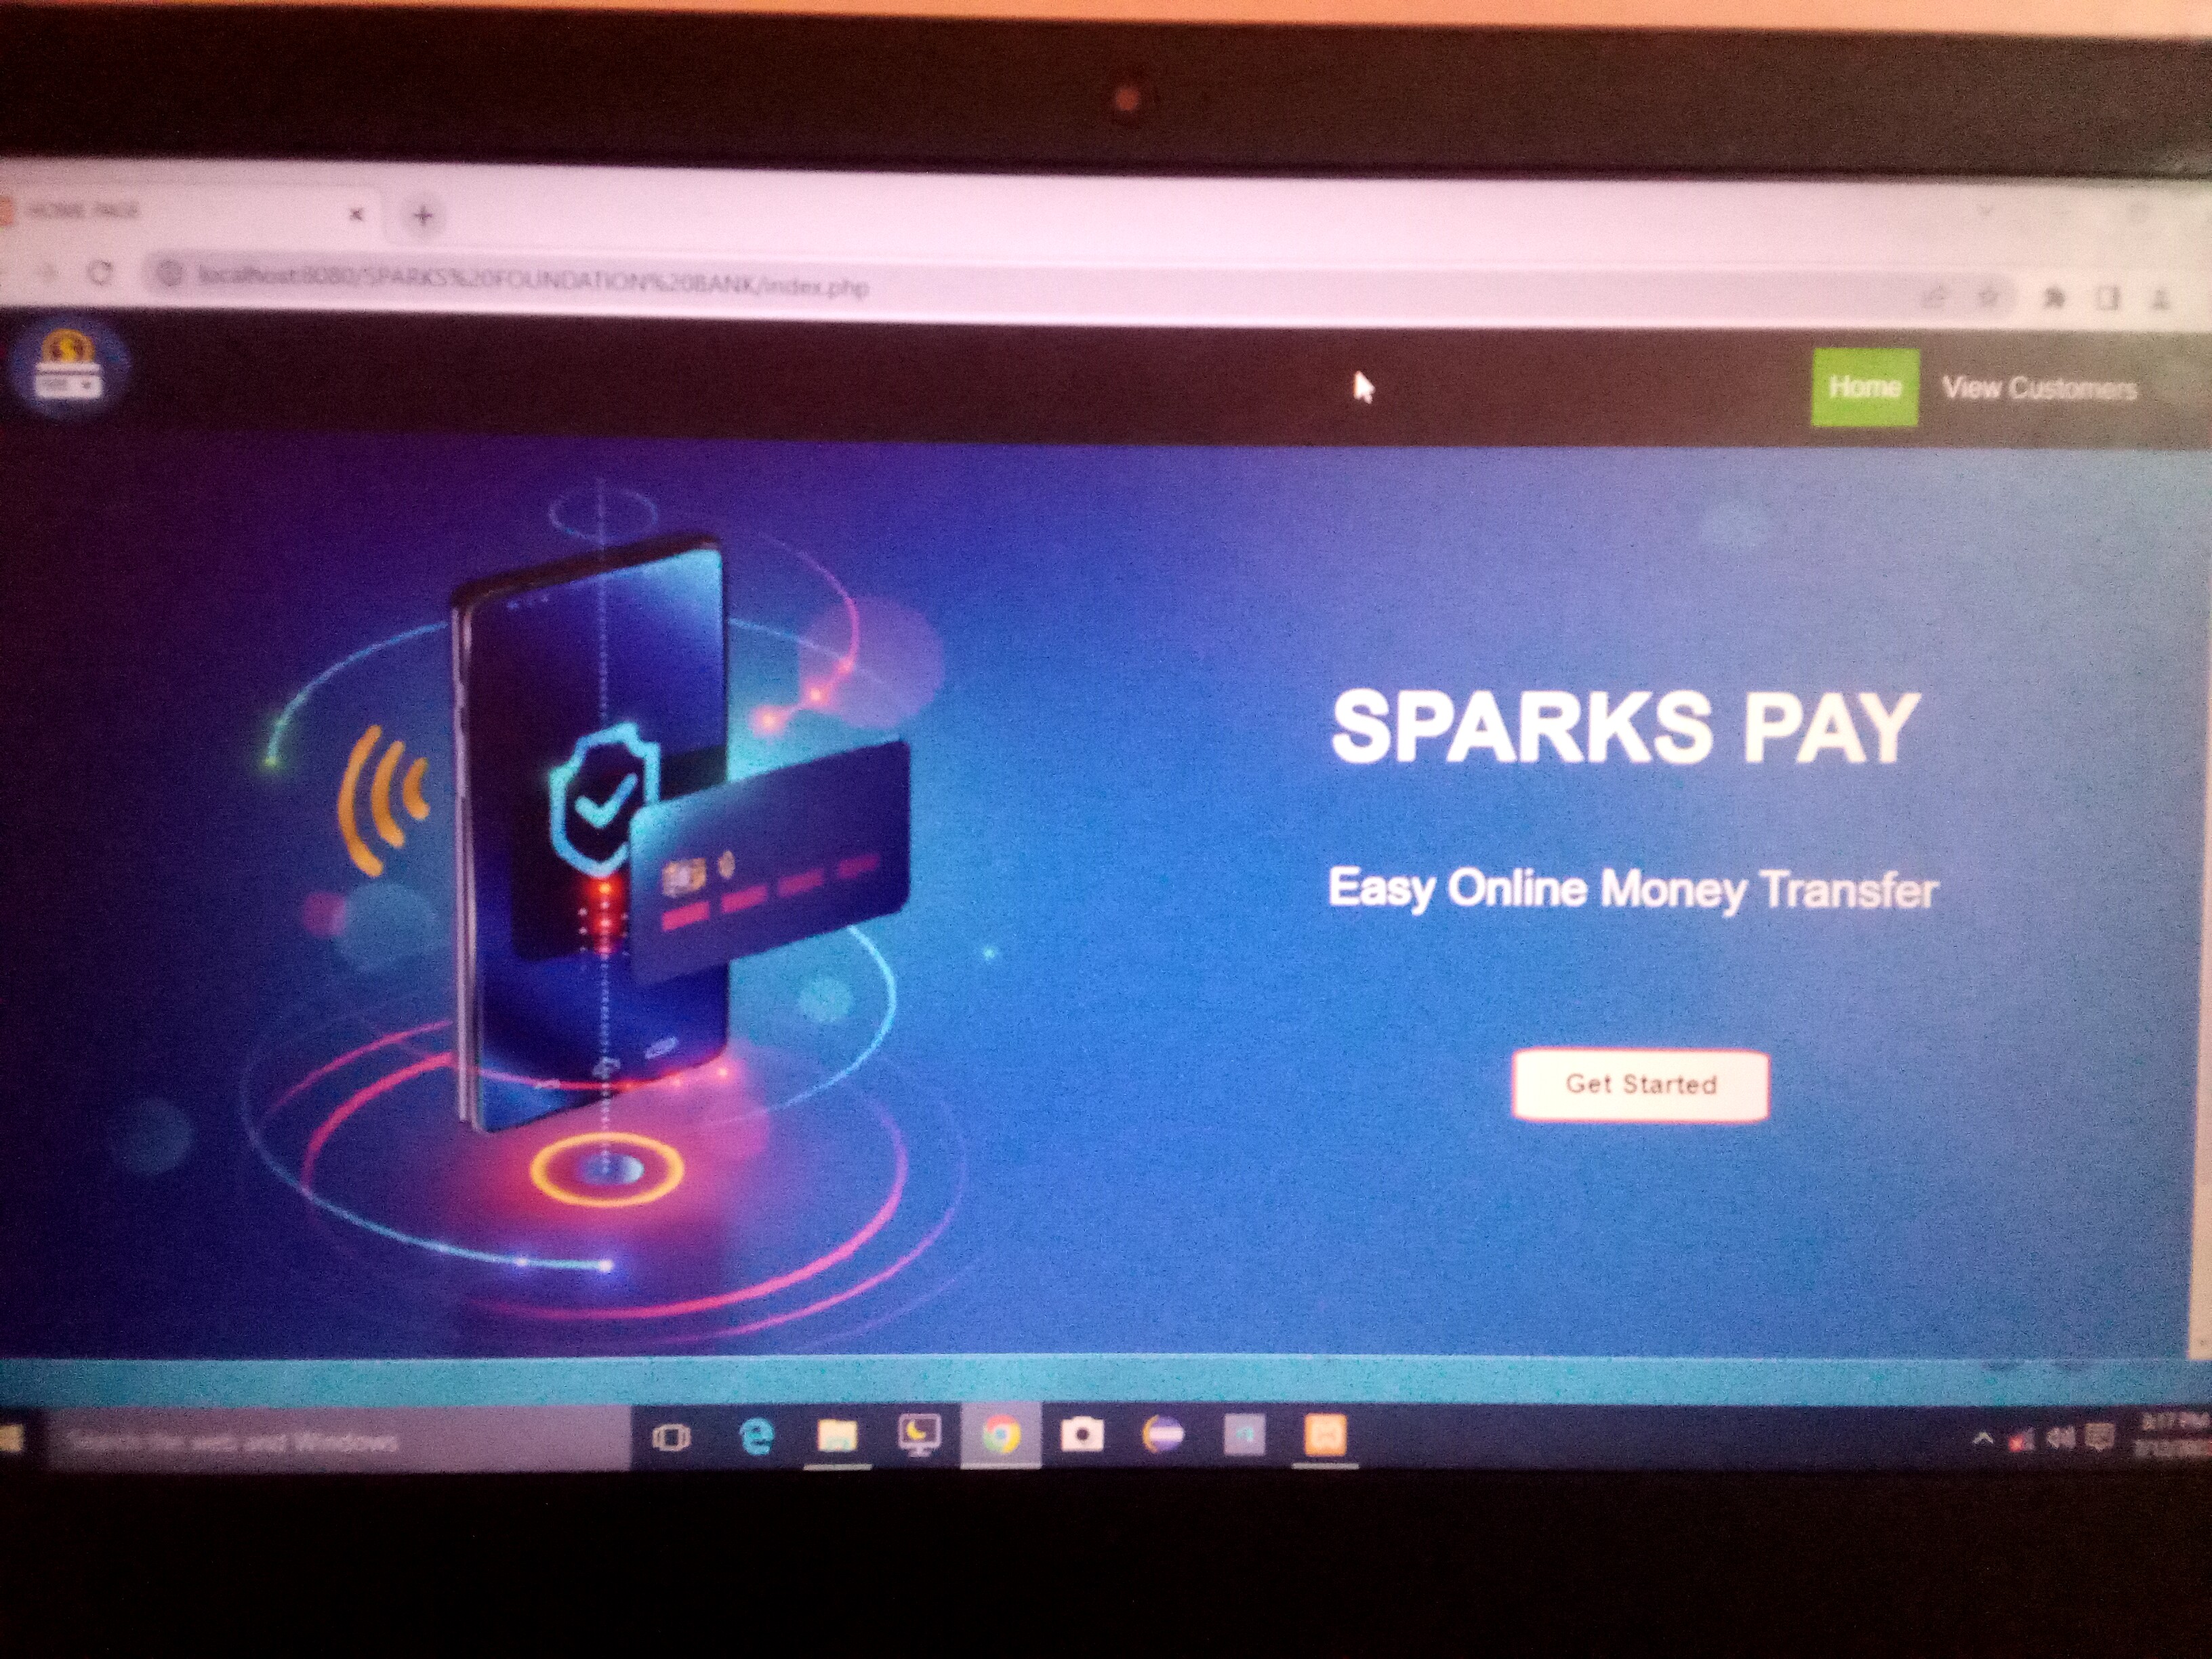 HOME PAGE
localhost:8080/SPARKS%20FOUNDATION%20BANK/index.php
Home
View Customers
SPARKS PAY
Easy Online Money Transfer
Get Started
Search the web and Windows